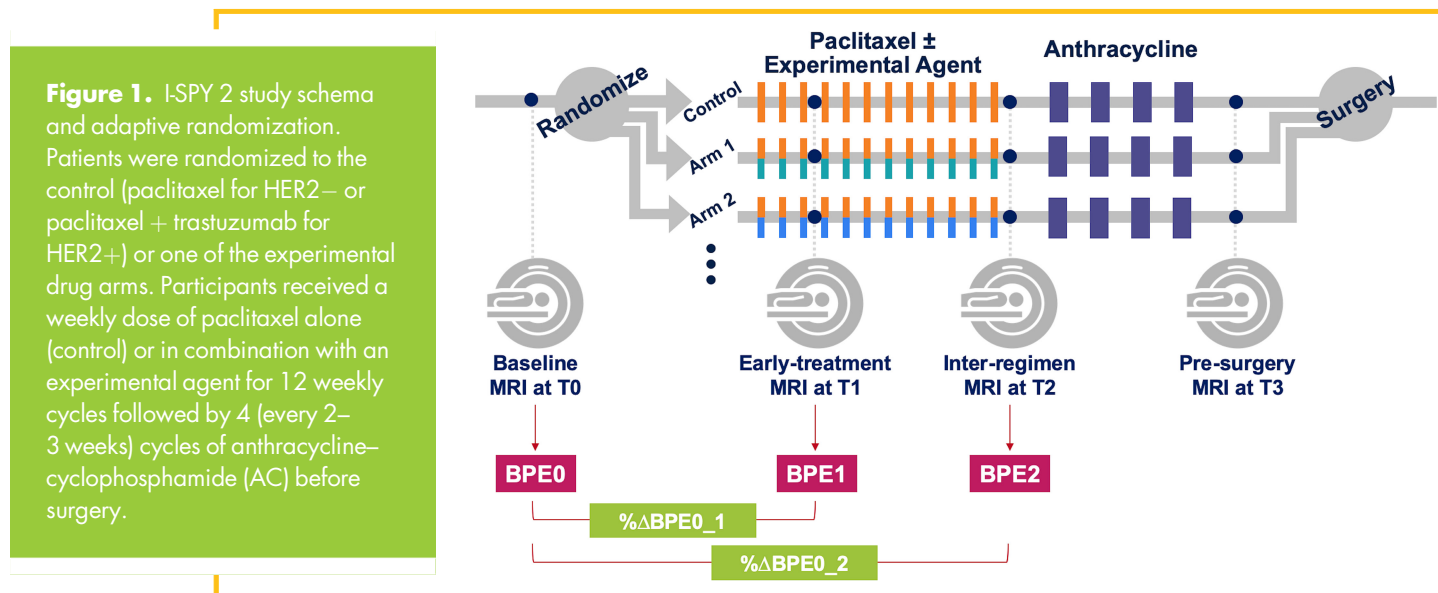 Figure 1. I-SPY 2 study schema
and adaptive randomization.
Patients were randomized to the
control (paclitaxel for HER2− or
paclitaxel + trastuzumab for
HER2+) or one of the experimental
drug arms. Participants received a
weekly dose of paclitaxel alone
(control) or in combination with an
experimental agent for 12 weekly
cycles followed by 4 (every 2–
3 weeks) cycles of anthracycline–
cyclophosphamide (AC) before
surgery.
Paclitaxel ±
Experimental Agent
Anthracycline
Randomize
Control
Arm 1
Arm 2
Surgery
Baseline
MRI at T0
Early-treatment
MRI at T1
Inter-regimen
MRI at T2
Pre-surgery
MRI at T3
BPE0
BPE1
BPE2
%ΔBPE0_1
%ΔBPE0_2